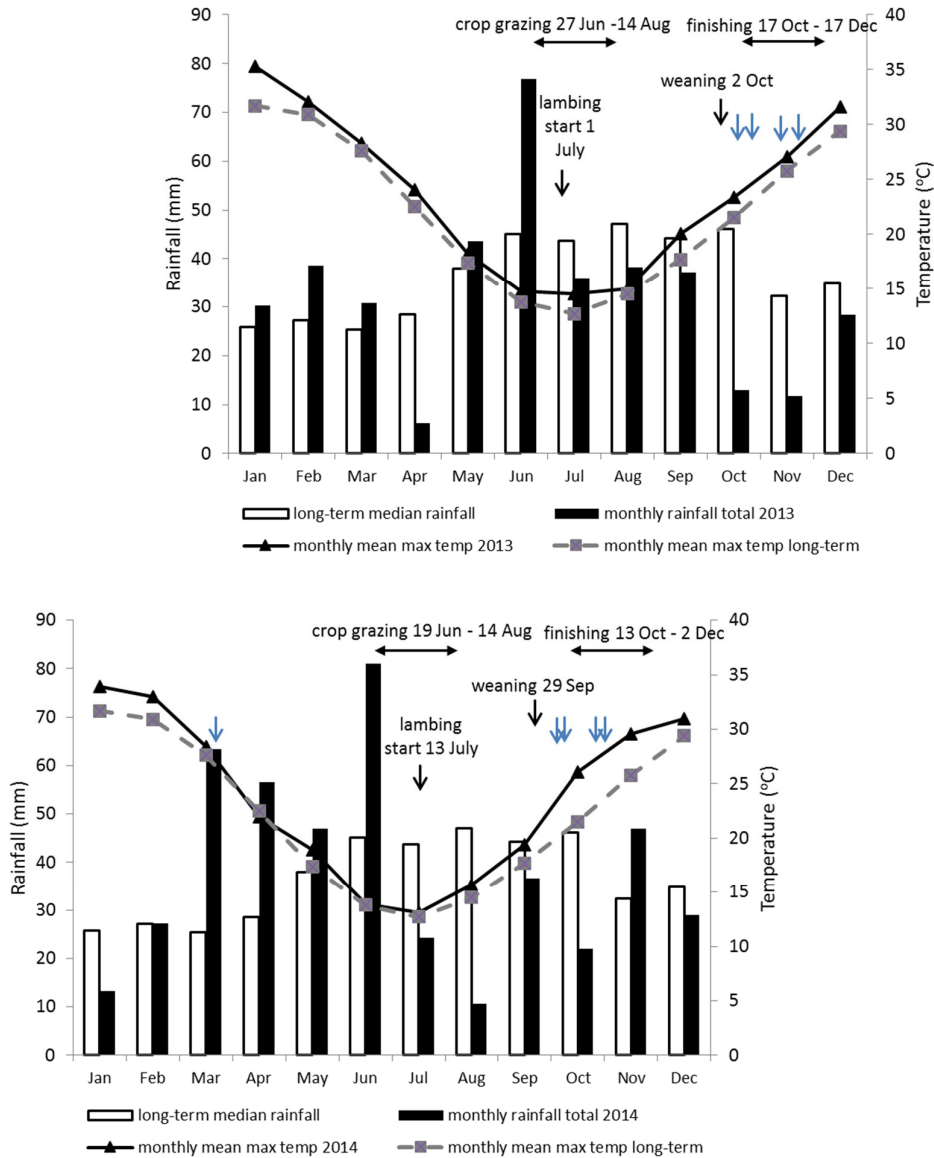 90
80
70
60
50
40
30
20
10
0
Rainfall (mm)
crop grazing 27 Jun -14 Aug
finishing 17 Oct - 17 Dec
weaning 2 Oct
lambing
start 1
July
40
35
30
25
20
15
10
5
0
Temperature (°C)
Jan Feb Mar Apr May Jun Jul Aug Sep Oct Nov Dec
long-term median rainfall monthly rainfall total 2013
monthly mean max temp 2013 monthly mean max temp long-term
90
80
70
60
50
40
30
20
10
0
Rainfall (mm)
crop grazing 19 Jun - 14 Aug
finishing 13 Oct - 2 Dec
weaning 29 Sep
lambing
start 13 July
40
35
30
25
20
15
10
5
0
Temperature (°C)
Jan Feb Mar Apr May Jun Jul Aug Sep Oct Nov Dec
long-term median rainfall monthly rainfall total 2014
monthly mean max temp 2014 monthly mean max temp long-term